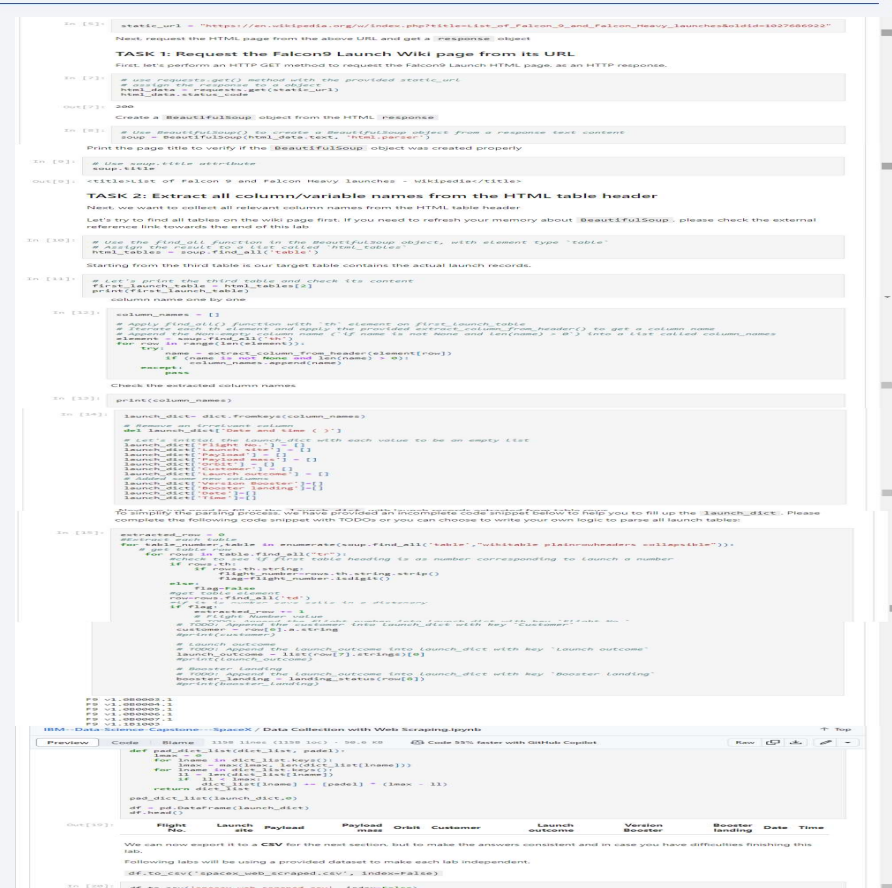 In [5]: static_url = "https://en.wikipedia.org/w/index.php?title=List_of_Falcon_9_and_Falcon_Heavy_launches&oldid=1027686922"
Next, request the HTML page from the above URL and get a response object
TASK 1: Request the Falcon9 Launch Wiki page from its URL
First, let's perform an HTTP GET method to request the Falcon9 Launch HTML page, as an HTTP response.
In [7]: # use requests.get() method with the provided static_url
# assign the response to a object
html_data = requests.get(static_url)
html_data.status_code
Out[7]: 200
Create a BeautifulSoup object from the HTML response
In [8]: # Use BeautifulSoup() to create a BeautifulSoup object from a response text content
soup = BeautifulSoup(html_data.text, 'html.parser')
Print the page title to verify if the BeautifulSoup object was created properly
In [9]: # Use soup.title attribute
soup.title
Out[9]: <title>List of Falcon 9 and Falcon Heavy launches - Wikipedia</title>
TASK 2: Extract all column/variable names from the HTML table header
Next, we want to collect all relevant column names from the HTML table header
Let's try to find all tables on the wiki page first. If you need to refresh your memory about BeautifulSoup, please check the external
reference link towards the end of this lab
In [10]: # Use the find_all function in the BeautifulSoup object, with element type `table`
# Assign the result to a list called `html_tables`
html_tables = soup.find_all('table')
Starting from the third table is our target table contains the actual launch records.
In [11]: # Let's print the third table and check its content
first_launch_table = html_tables[2]
print(first_launch_table)
column name one by one
In [12]: column_names = []
# Apply find_all() function with `th` element on first_launch_table
# Iterate each th element and apply the provided extract_column_from_header() to get a column name
# Append the Non-empty column name (`if name is not None and len(name) > 0`) into a list called column_names
element = soup.find_all('th')
for row in range(len(element)):
try:
name = extract_column_from_header(element[row])
if (name is not None and len(name) > 0):
column_names.append(name)
except:
pass
Check the extracted column names
In [13]: print(column_names)
In [14]: launch_dict= dict.fromkeys(column_names)
# Remove an irrelvant column
del launch_dict['Date and time ( )']
# Let's initial the launch_dict with each value to be an empty list
launch_dict['Flight No.'] = []
launch_dict['Launch site'] = []
launch_dict['Payload'] = []
launch_dict['Payload mass'] = []
launch_dict['Orbit'] = []
launch_dict['Customer'] = []
launch_dict['Launch outcome'] = []
# Added some new columns
launch_dict['Version Booster']=[]
launch_dict['Booster landing']=[]
launch_dict['Date']=[]
launch_dict['Time']=[]
To simplify the parsing process, we have provided an incomplete code snippet below to help you to fill up the launch_dict. Please
complete the following code snippet with TODOs or you can choose to write your own logic to parse all launch tables:
In [15]: extracted_row = 0
#Extract each table
for table_number,table in enumerate(soup.find_all('table',"wikitable plainrowheaders collapsible")):
# get table row
for rows in table.find_all("tr"):
#check to see if first table heading is as number corresponding to launch a number
if rows.th:
if rows.th.string:
flight_number=rows.th.string.strip()
flag=flight_number.isdigit()
else:
flag=False
#get table element
row=rows.find_all('td')
#if it is number save cells in a dictonary
if flag:
extracted_row += 1
# Flight Number value
# TODO: Append the customer into launch_dict with key `Customer`
customer = row[6].a.string
#print(customer)
# Launch outcome
# TODO: Append the launch_outcome into launch_dict with key `Launch outcome`
launch_outcome = list(row[7].strings)[0]
#print(launch_outcome)
# Booster landing
# TODO: Append the launch_outcome into launch_dict with key `Booster landing`
booster_landing = landing_status(row[8])
#print(booster_landing)
F9 v1.0B0003.1
F9 v1.0B0004.1
F9 v1.0B0005.1
F9 v1.0B0006.1
F9 v1.0B0007.1
F9 v1.1B1003
IBM--Data-Science-Capstone---SpaceX / Data Collection with Web Scraping.ipynb
↑ Top
Preview Code Blame 1159 lines (1159 loc) · 50.6 KB Code 55% faster with GitHub Copilot Raw
def pad_dict_list(dict_list, padel):
lmax = 0
for lname in dict_list.keys():
lmax = max(lmax, len(dict_list[lname]))
for lname in dict_list.keys():
ll = len(dict_list[lname])
if ll < lmax:
dict_list[lname] += [padel] * (lmax - ll)
return dict_list
pad_dict_list(launch_dict,0)
df = pd.DataFrame(launch_dict)
df.head()
Out[19]: Flight No. Launch site Payload Payload mass Orbit Customer Launch outcome Version Booster Booster landing Date Time
We can now export it to a CSV for the next section, but to make the answers consistent and in case you have difficulties finishing this
lab.
Following labs will be using a provided dataset to make each lab independent.
df.to_csv('spacex_web_scraped.csv', index=False)
In [20]: df.to_csv('spacex_web_scraped.csv', index=False)